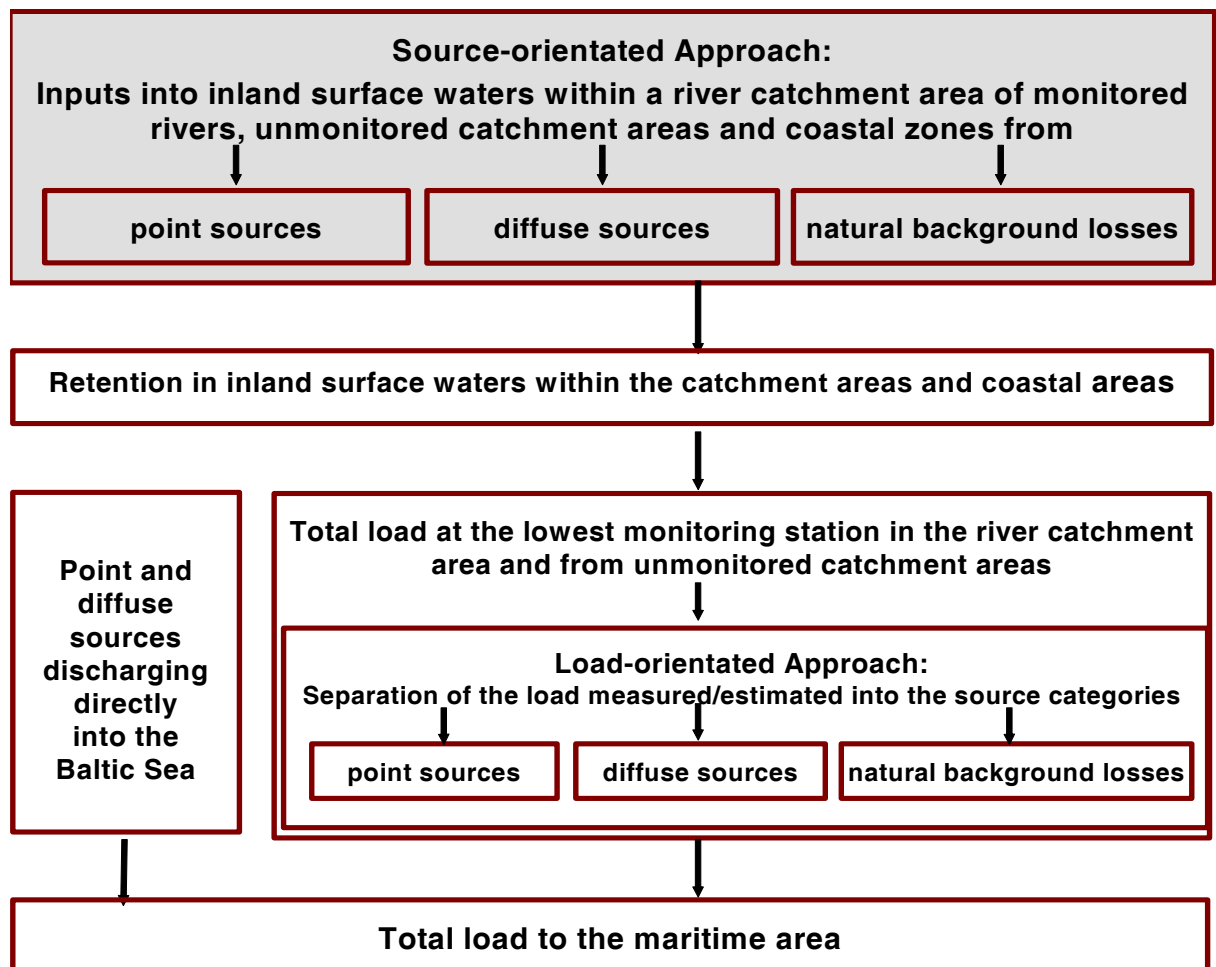 Source-orientated Approach:
Inputs into inland surface waters within a river catchment area of monitored
rivers, unmonitored catchment areas and coastal zones from
point sources
diffuse sources
natural background losses
Retention in inland surface waters within the catchment areas and coastal areas
Point and
diffuse
sources
discharging
directly
into the
Baltic Sea
Total load at the lowest monitoring station in the river catchment
area and from unmonitored catchment areas
Load-orientated Approach:
Separation of the load measured/estimated into the source categories
point sources
diffuse sources
natural background losses
Total load to the maritime area